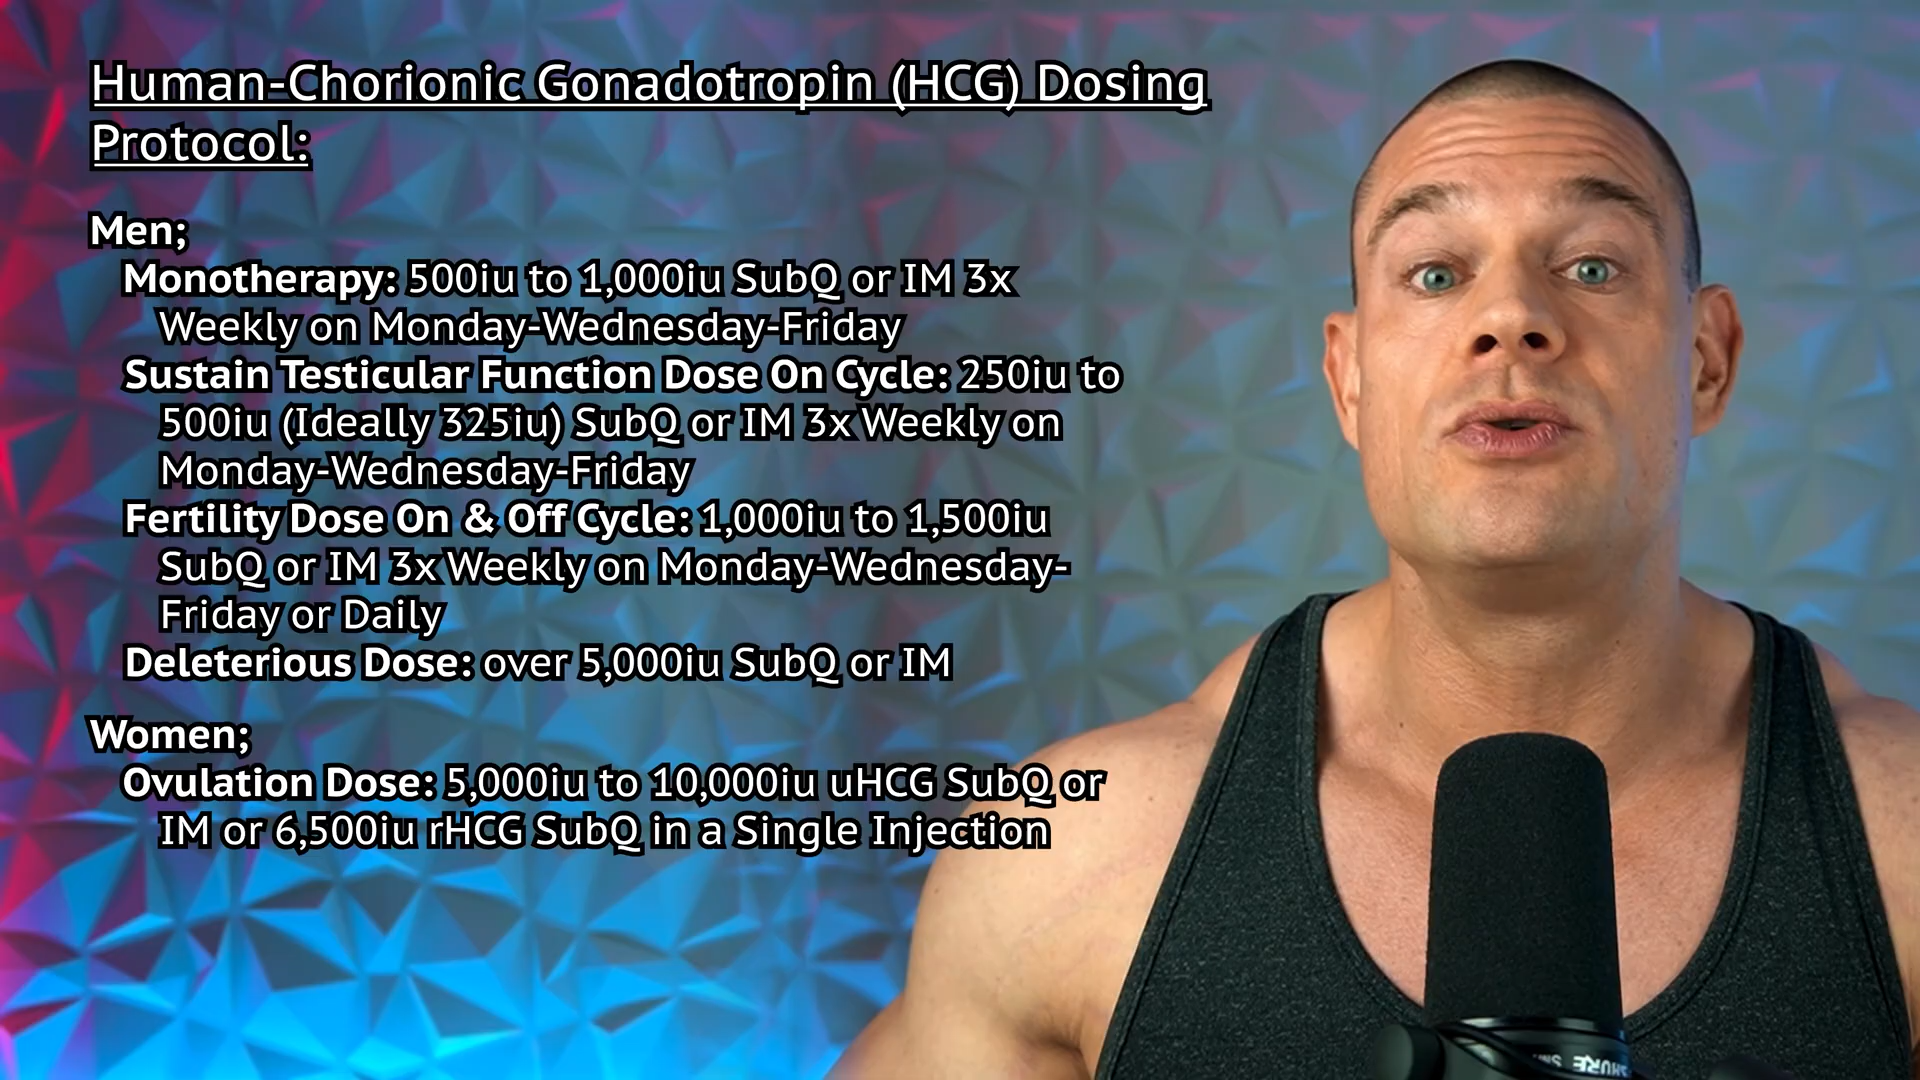 Human-Chorionic Gonadotropin (HCG) Dosing
Protocol:
Men;
Monotherapy: 500iu to 1,000iu SubQ or IM 3x
Weekly on Monday-Wednesday-Friday
Sustain Testicular Function Dose On Cycle: 250iu to
500iu (Ideally 325iu) SubQ or IM 3x Weekly on
Monday-Wednesday-Friday
Fertility Dose On & Off Cycle: 1,000iu to 1,500iu
SubQ or IM 3x Weekly on Monday-Wednesday-
Friday or Daily
Deleterious Dose: over 5,000iu SubQ or IM
Women;
Ovulation Dose: 5,000iu to 10,000iu uHCG SubQ or
IM or 6,500iu rHCG SubQ in a Single Injection
SHURE